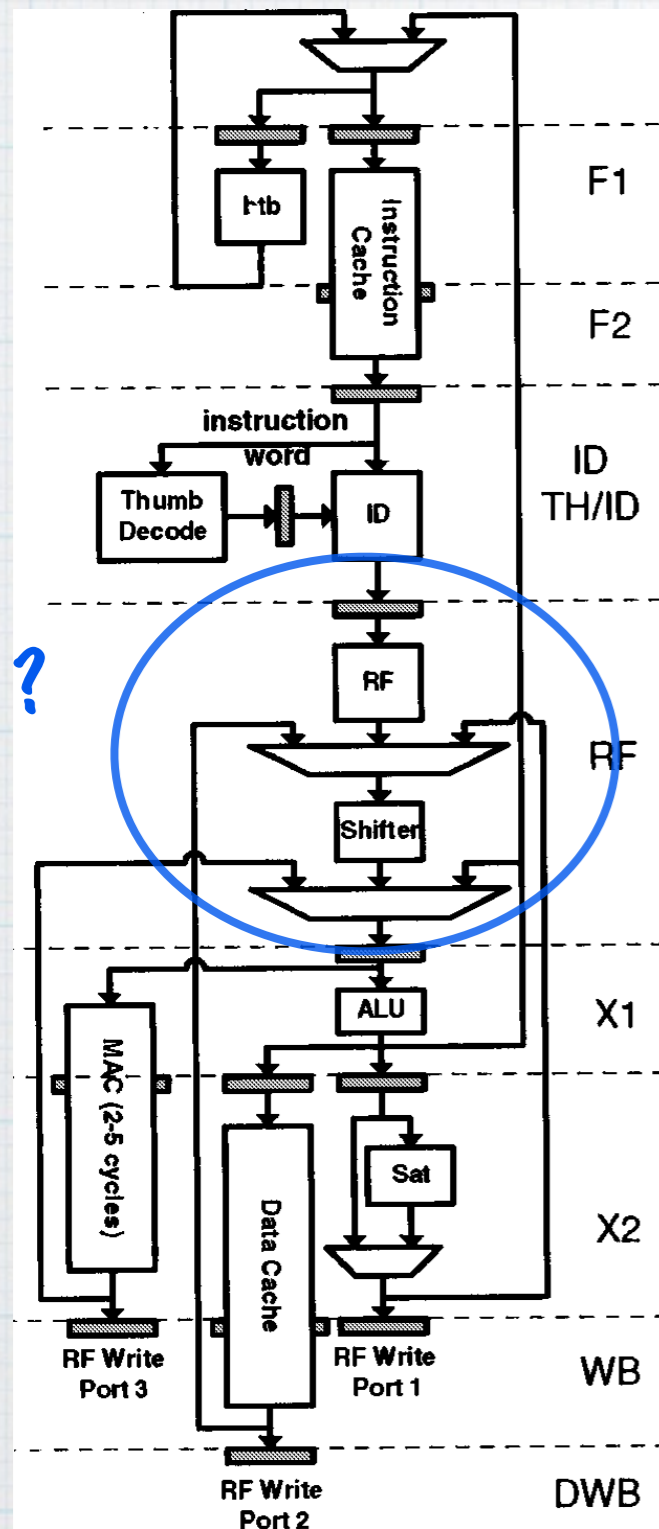 F1
Instruction
Cache
F2
instruction
word
ID
TH/ID
Thumb
Decode
ID
?
RF
RF
Shifter
ALU
X1
MAC (2-5 cycles)
Sat
Data Cache
X2
RF Write
Port 3
RF Write
Port 1
WB
RF Write
Port 2
DWB